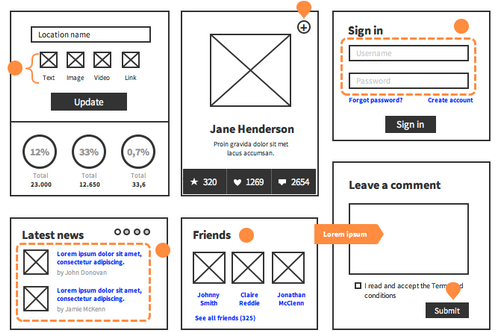 Location name
Text Image Video Link
Update
12% 33% 0,7%
Total Total Total
23.000 12.650 33,6
Jane Henderson
Proin gravida dolor sit met
lacus accumsan.
320 1269 2654
Sign in
Username
Password
Forgot password? Create account
Sign in
Latest news
Lorem ipsum dolor sit amet,
consectetur adipiscing.
by John Donovan
Lorem ipsum dolor sit amet,
consectetur adipiscing.
by Jamie McKenn
Friends
Johnny Smith
Claire Reddie
Jonathan McClenn
See all friends (325)
Leave a comment
Lorem ipsum
I read and accept the
conditions
Submit